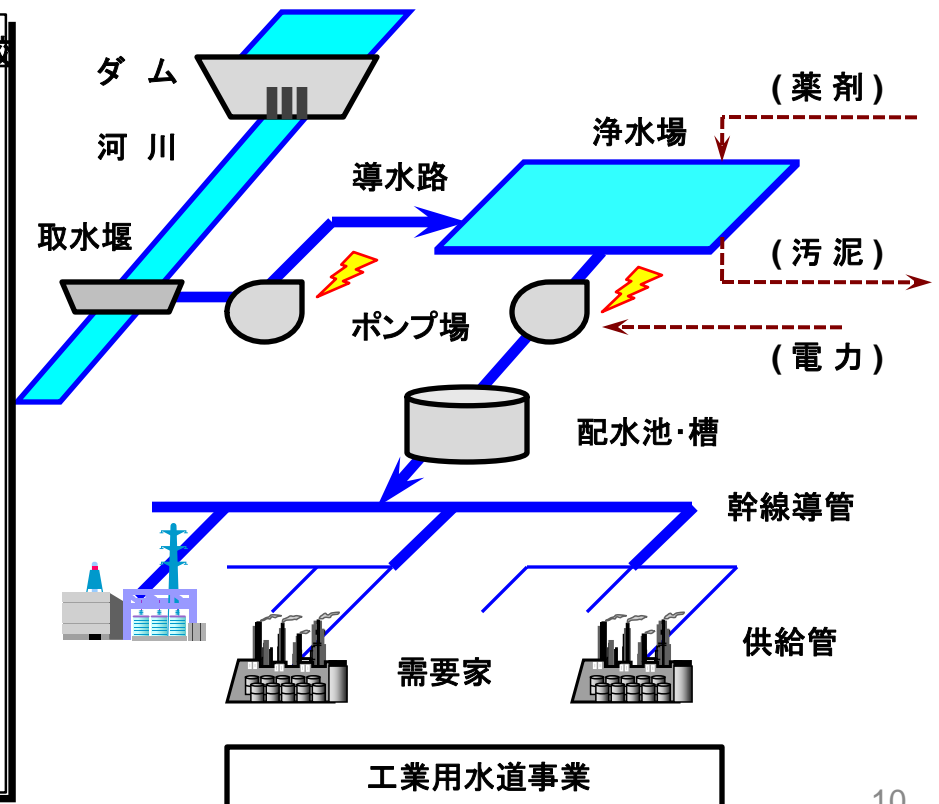 ダ ム
(薬 剤)
浄水場
河 川
導水路
取水堰
(汚 泥)
ポンプ場
(電 力)
配水池・槽
幹線導管
供給管
需要家
工業用水道事業
10